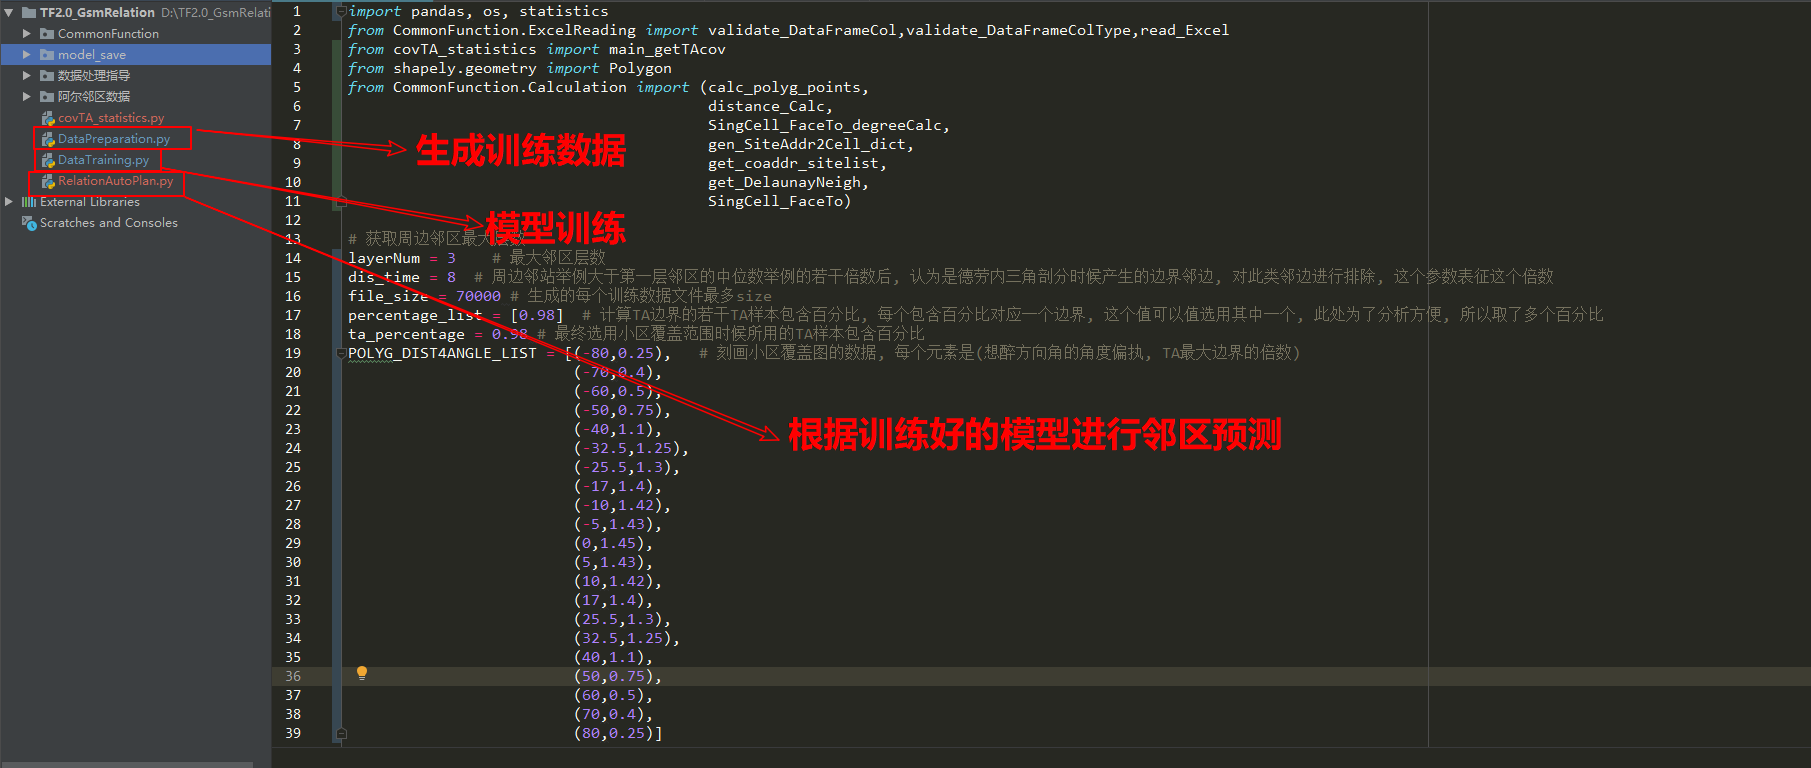 TF2.0_GsmRelation D:\TF2.0_GsmRelati
CommonFunction
model_save
数据处理指导
阿尔邻区数据
covTA_statistics.py
DataPreparation.py
DataTraining.py
RelationAutoPlan.py
External Libraries
Scratches and Consoles
生成训练数据
模型训练
根据训练好的模型进行邻区预测
1 import pandas, os, statistics
2 from CommonFunction.ExcelReading import validate_DataFrameCol,validate_DataFrameColType,read_Excel
3 from covTA_statistics import main_getTAcov
4 from shapely.geometry import Polygon
5 from CommonFunction.Calculation import (calc_polyg_points,
6 distance_Calc,
7 SingCell_FaceTo_degreeCalc,
8 gen_SiteAddr2Cell_dict,
9 get_coaddr_sitelist,
10 get_DelaunayNeigh,
11 SingCell_FaceTo)
12
13 # 获取周边邻区最大层数
14 layerNum = 3 # 最大邻区层数
15 dis_time = 8 # 周边邻站举例大于第一层邻区的中位数举例的若干倍数后, 认为是德劳内三角剖分时候产生的边界邻边, 对此类邻边进行排除, 这个参数表征这个倍数
16 file_size = 70000 # 生成的每个训练数据文件最多size
17 percentage_list = [0.98] # 计算TA边界的若干TA样本包含百分比, 每个包含百分比对应一个边界, 这个值可以值选用其中一个, 此处为了分析方便, 所以取了多个百分比
18 ta_percentage = 0.98 # 最终选用小区覆盖范围时候所用的TA样本包含百分比
19 POLYG_DIST4ANGLE_LIST = [(-80,0.25), # 刻画小区覆盖图的数据, 每个元素是(想醉方向角的角度偏执, TA最大边界的倍数)
20 (-70,0.4),
21 (-60,0.5),
22 (-50,0.75),
23 (-40,1.1),
24 (-32.5,1.25),
25 (-25.5,1.3),
26 (-17,1.4),
27 (-10,1.42),
28 (-5,1.43),
29 (0,1.45),
30 (5,1.43),
31 (10,1.42),
32 (17,1.4),
33 (25.5,1.3),
34 (32.5,1.25),
35 (40,1.1),
36 (50,0.75),
37 (60,0.5),
38 (70,0.4),
39 (80,0.25)]